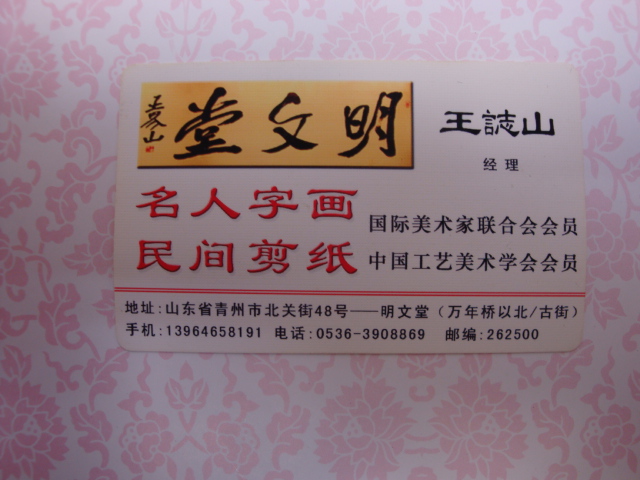 堂文明
王誌山
经理
名人字画
民间剪纸
国际美术家联合会会员
中国工艺美术学会会员
地址:山东省青州市北关街48号——明文堂（万年桥以北/古街）
手机:13964658191 电话:0536-3908869 邮编:262500